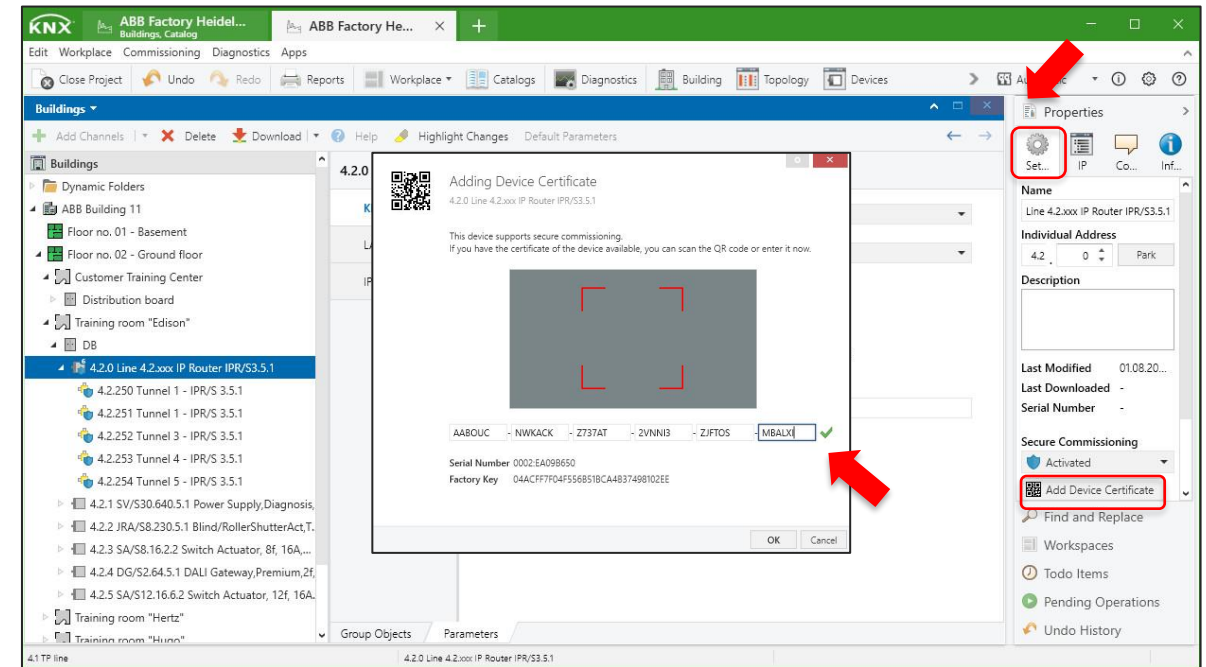 KNX
ABB Factory Heidel...
Buildings, Catalog
ABB Factory He...
Edit Workplace Commissioning Diagnostics Apps
Close Project Undo Redo Reports Workplace Catalogs Diagnostics Building Topology Devices
Buildings
Add Channels Delete Download Help Highlight Changes Default Parameters
Buildings
Dynamic Folders
ABB Building 11
Floor no. 01 - Basement
Floor no. 02 - Ground floor
Customer Training Center
Distribution board
Training room "Edison"
DB
4.2.0 Line 4.2.xxx IP Router IPR/S3.5.1
4.2.250 Tunnel 1 - IPR/S 3.5.1
4.2.251 Tunnel 1 - IPR/S 3.5.1
4.2.252 Tunnel 3 - IPR/S 3.5.1
4.2.253 Tunnel 4 - IPR/S 3.5.1
4.2.254 Tunnel 5 - IPR/S 3.5.1
4.2.1 SV/S30.640.5.1 Power Supply,Diagnosis,
4.2.2 JRA/S8.230.5.1 Blind/RollerShutterAct,T.
4.2.3 SA/S8.16.2.2 Switch Actuator, 8f, 16A,...
4.2.4 DG/S2.64.5.1 DALI Gateway,Premium,2f,
4.2.5 SA/S12.16.6.2 Switch Actuator, 12f, 16A.
Training room "Hertz"
Training room "Hugo"
4.2.0
Adding Device Certificate
4.2.0 Line 4.2.xxx IP Router IPR/S3.5.1
This device supports secure commissioning.
If you have the certificate of the device available, you can scan the QR code or enter it now.
AABOUC - NWKACK - Z737AT - 2VNNI3 - ZJFTOS - MBALXI
Serial Number 0002:EA09B650
Factory Key 04ACFF7F04F556B51BCA4B37498102EE
OK Cancel
Group Objects Parameters
Properties
Set... IP Co... Inf...
Name
Line 4.2.xxx IP Router IPR/S3.5.1
Individual Address
4.2 . 0 Park
Description
Last Modified 01.08.20...
Last Downloaded -
Serial Number -
Secure Commissioning
Activated
Add Device Certificate
Find and Replace
Workspaces
Todo Items
Pending Operations
Undo History
4.1 TP line
4.2.0 Line 4.2.xxx IP Router IPR/S3.5.1